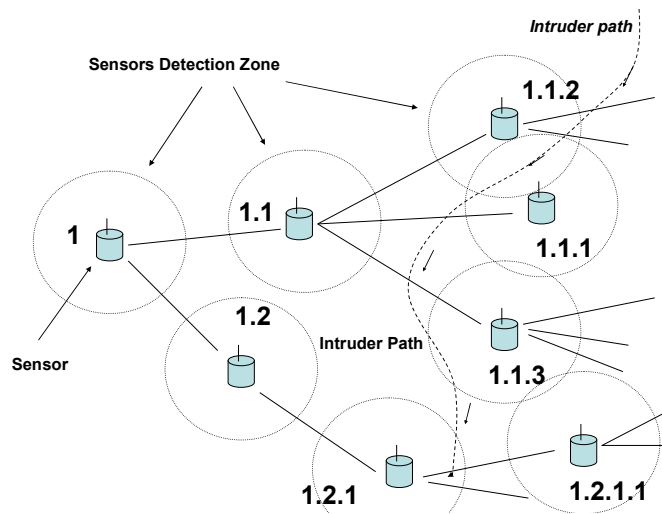 Intruder path
Sensors Detection Zone
1.1.2
1.1
1
1.1.1
1.2
Intruder Path
Sensor
1.1.3
1.2.1
1.2.1.1